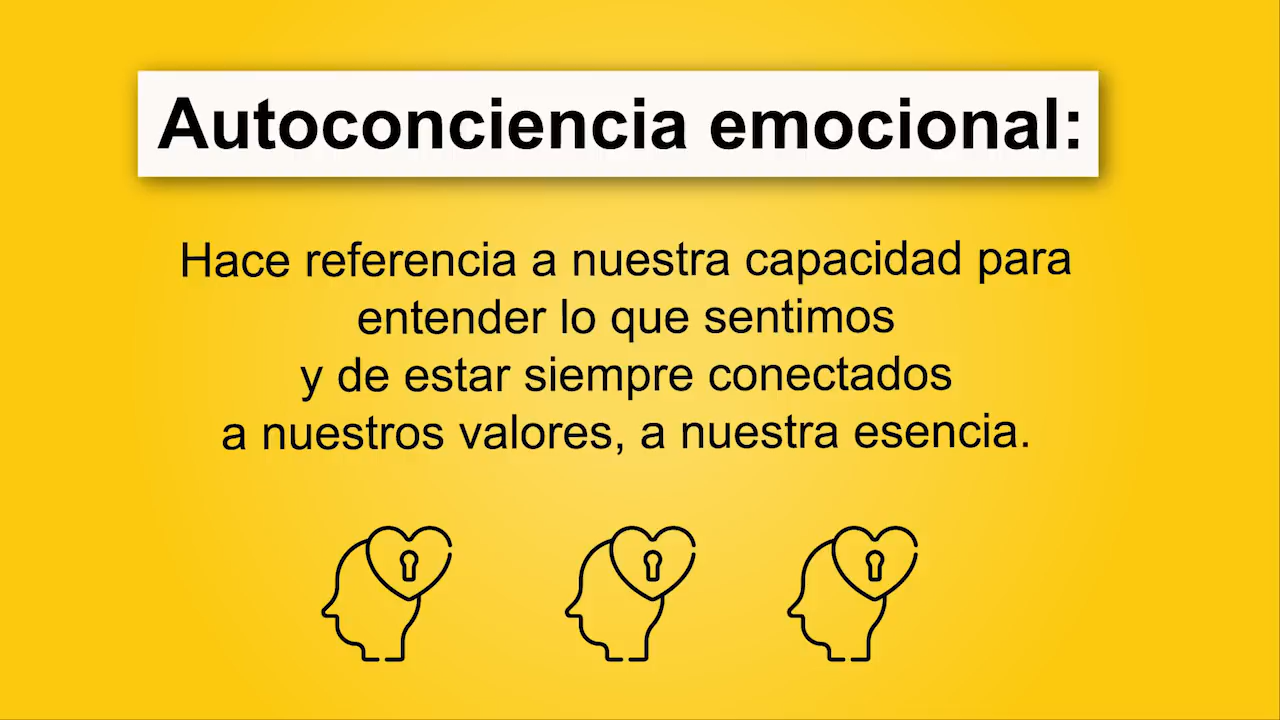 Autoconciencia emocional:
Hace referencia a nuestra capacidad para
entender lo que sentimos
y de estar siempre conectados
a nuestros valores, a nuestra esencia.